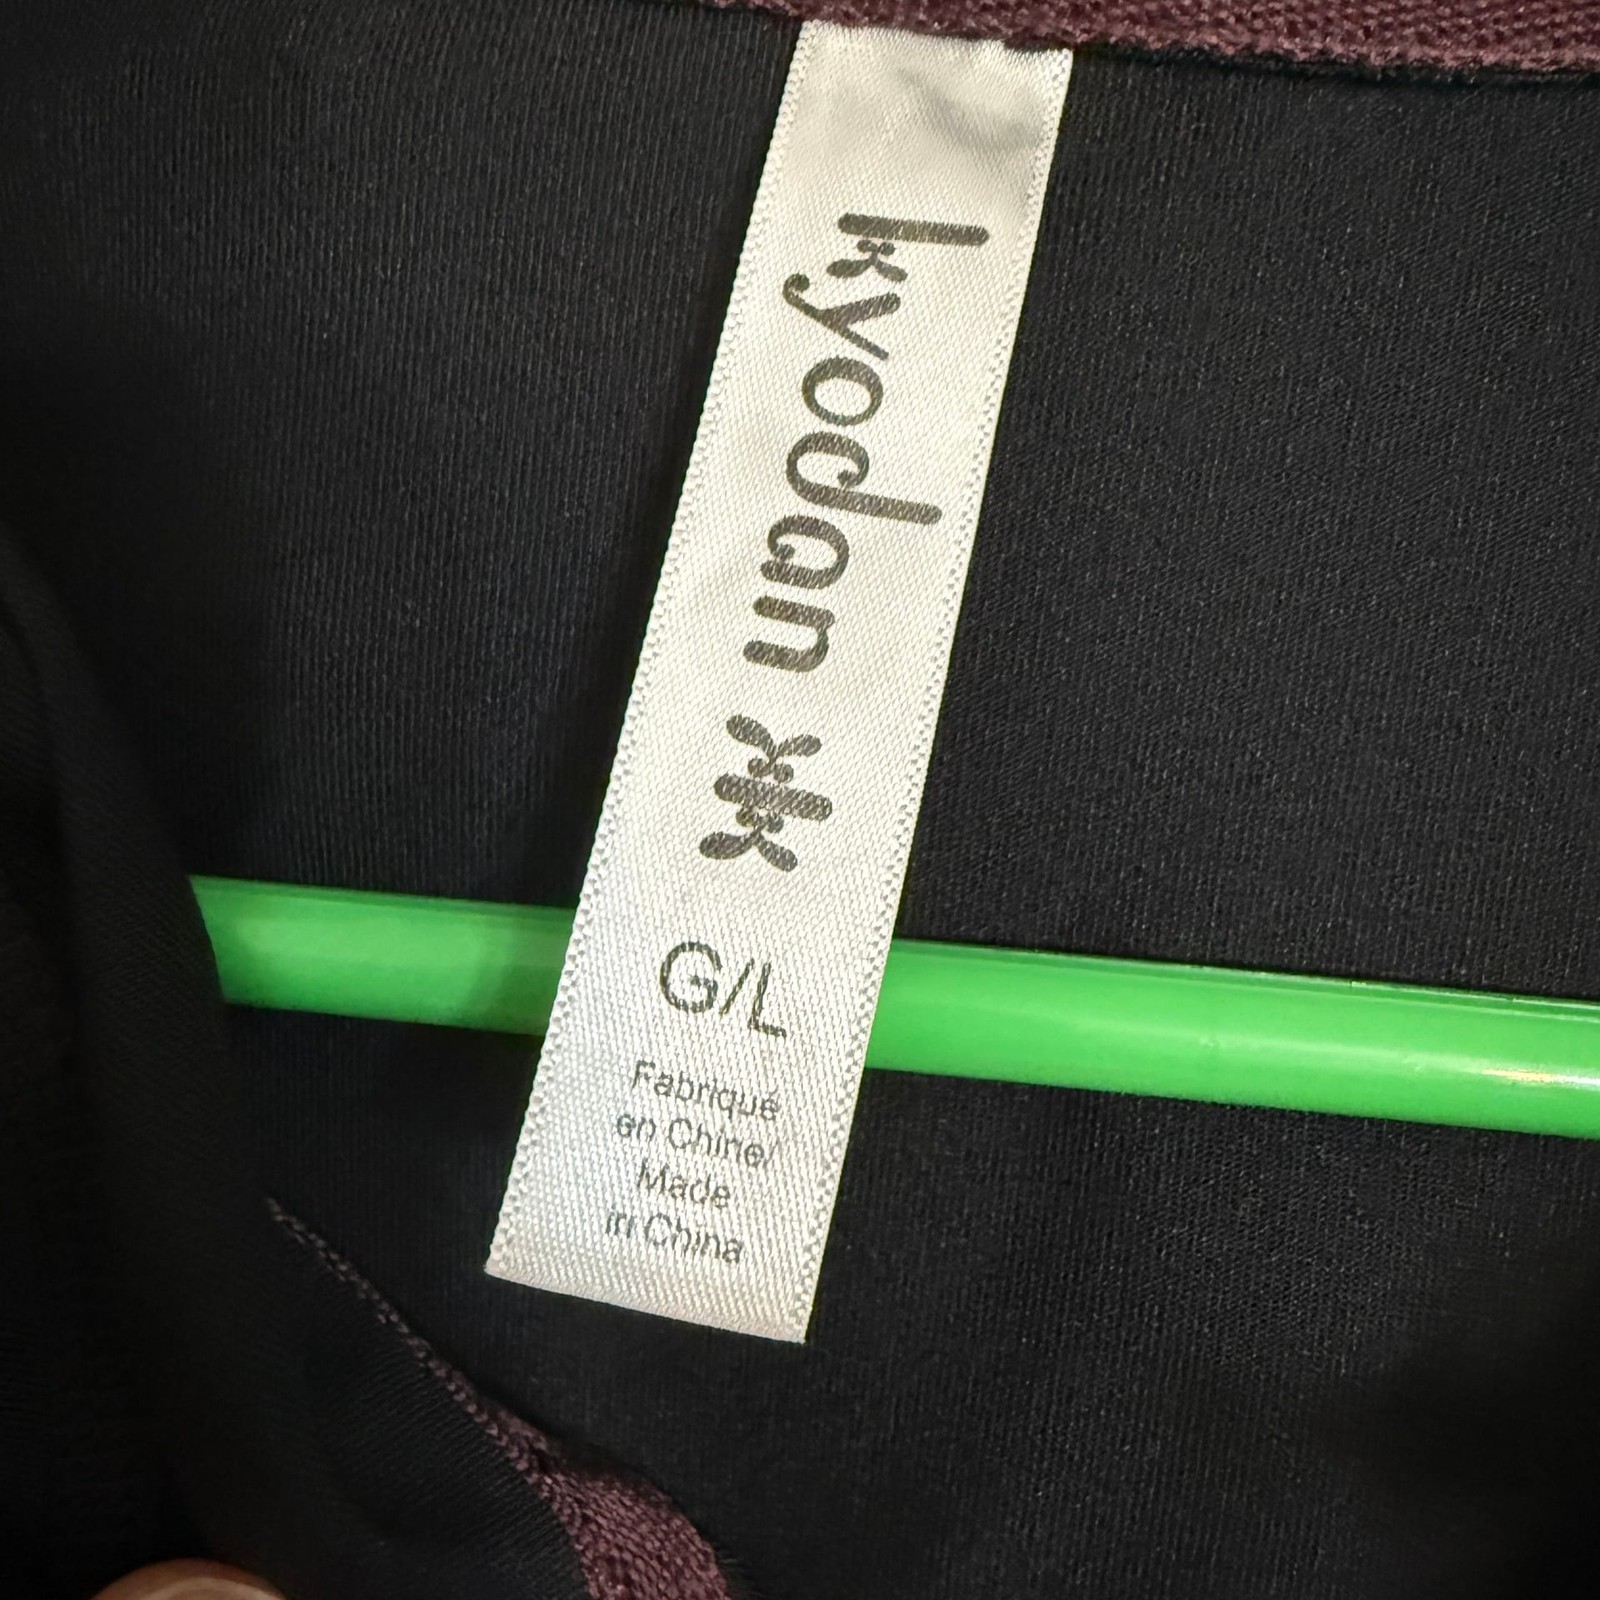 kyodan
G/L
Fabriqué
en Chine/
Made
in China